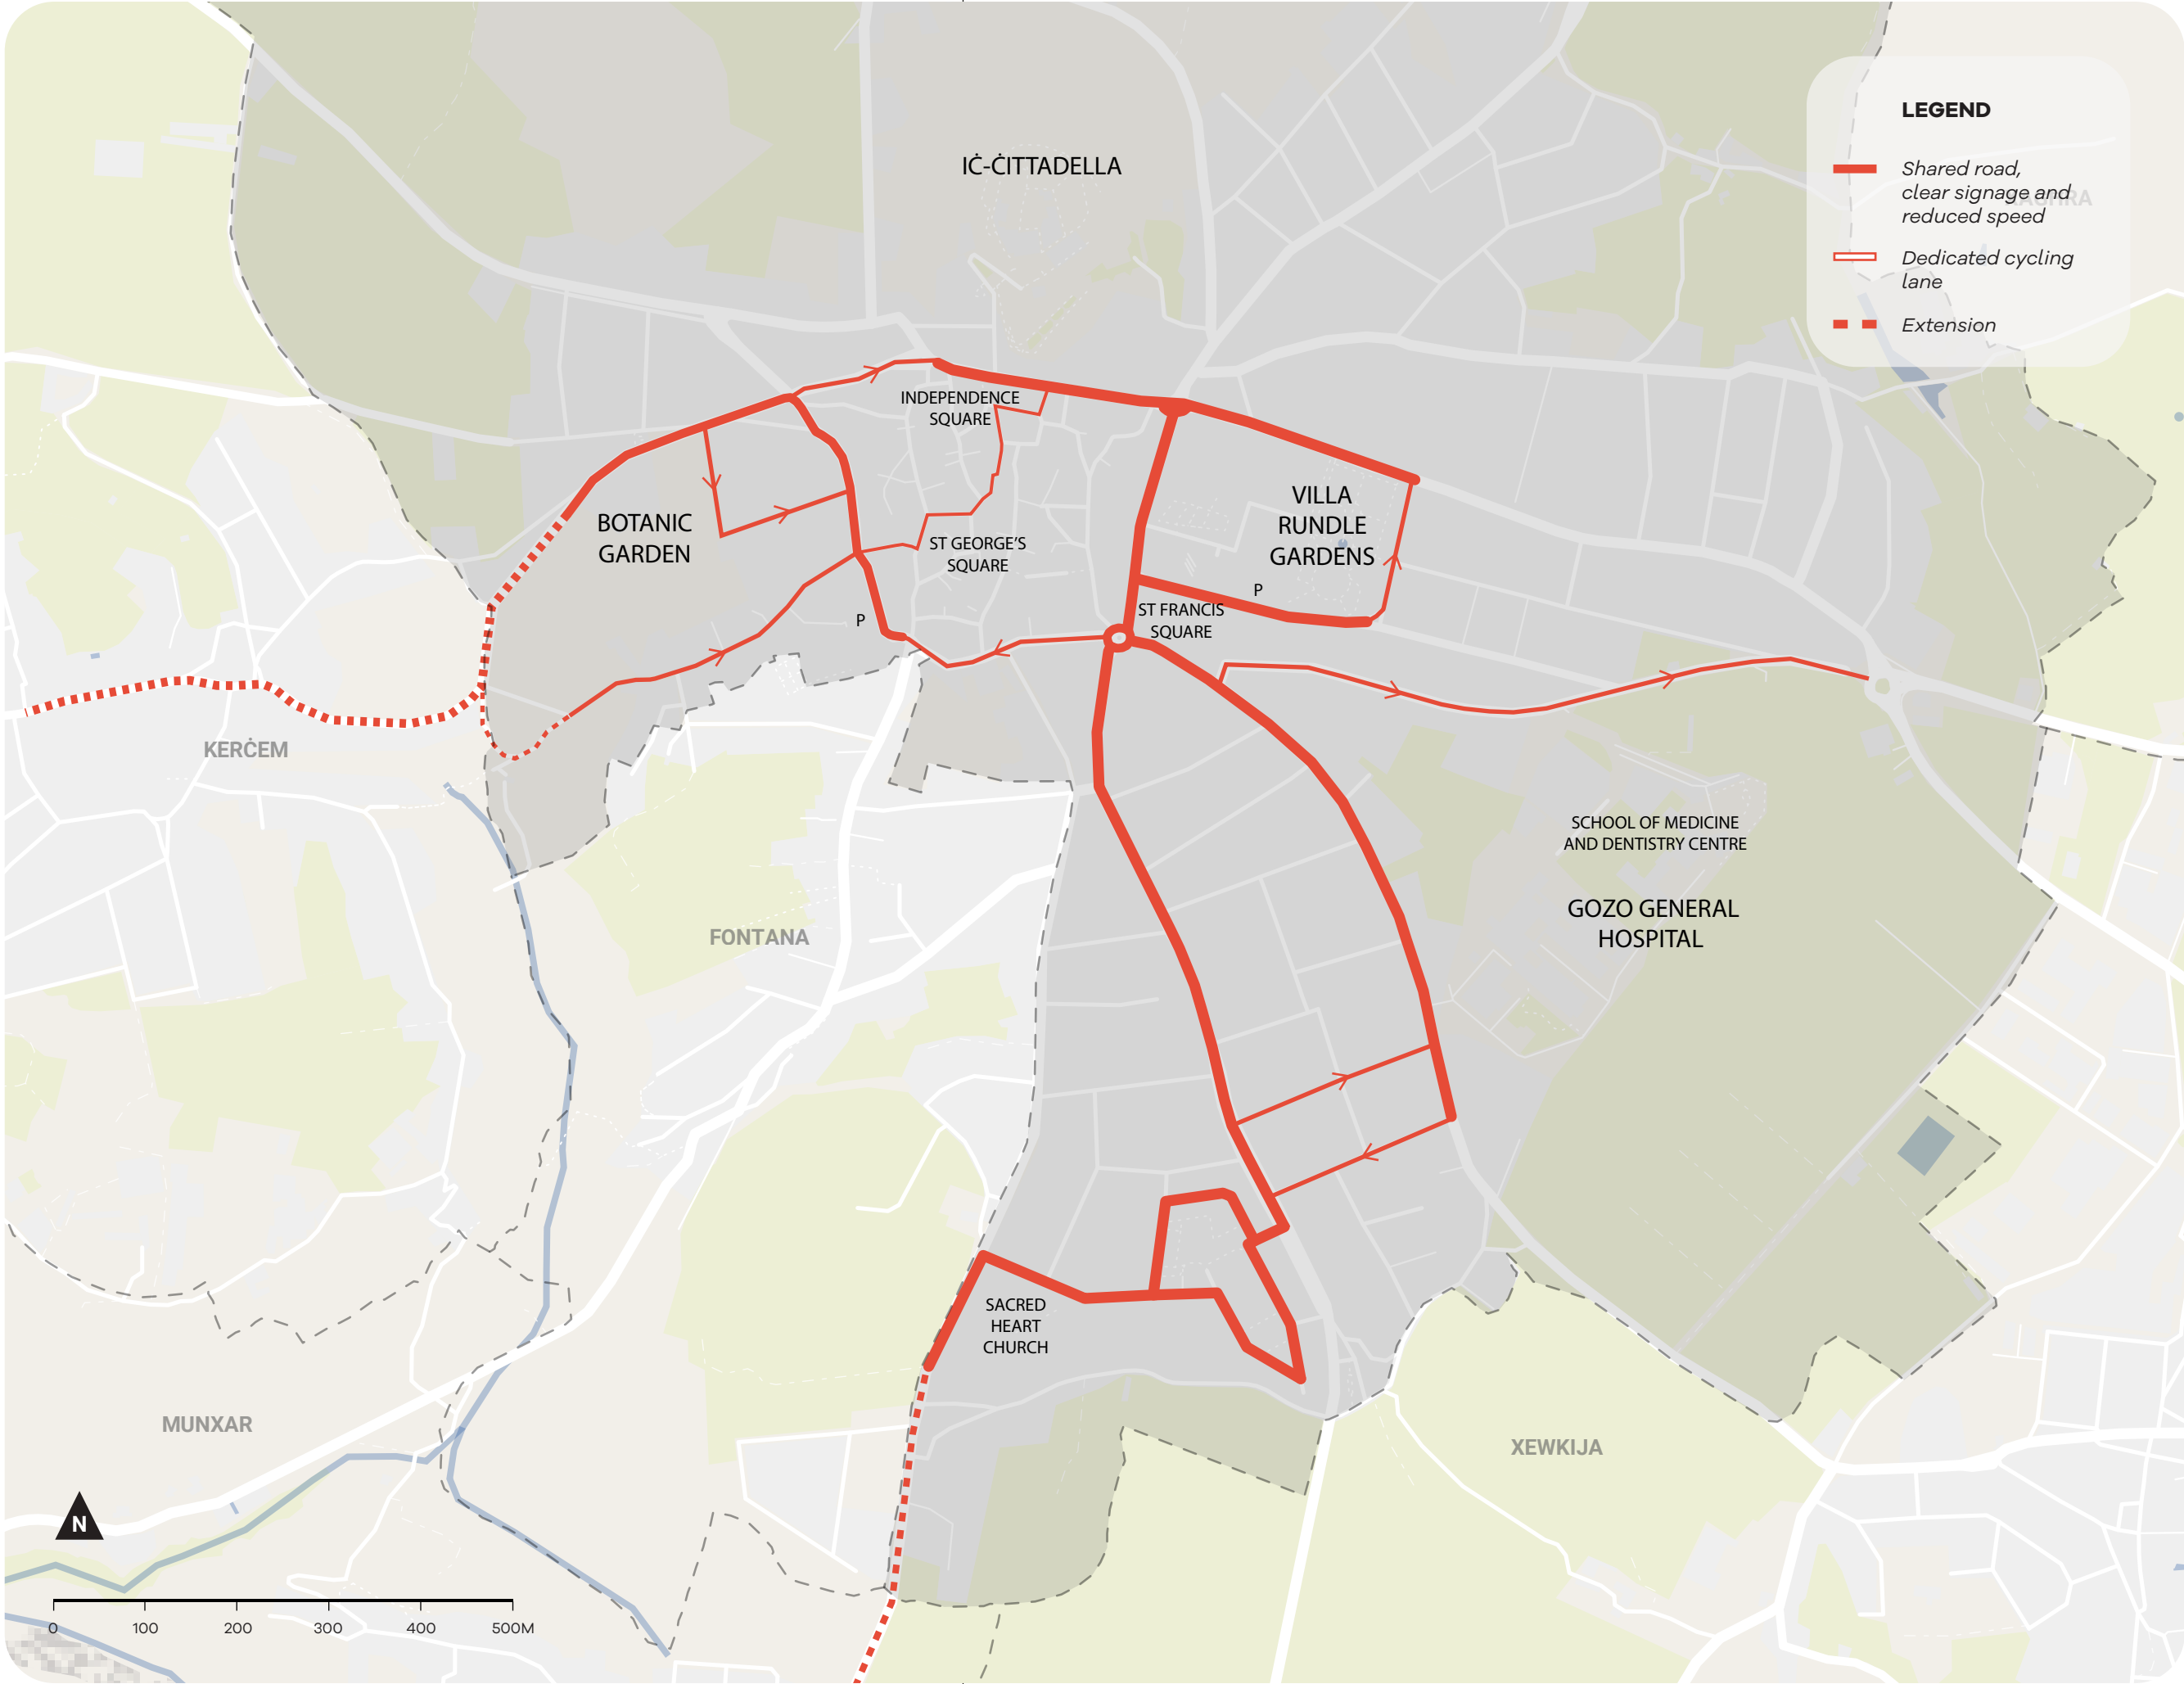 IĊ-ĊITTADELLA
LEGEND
Shared road,
clear signage and
reduced speed
XAGĦRA
Dedicated cycling
lane
Extension
INDEPENDENCE
SQUARE
BOTANIC
GARDEN
ST GEORGE'S
SQUARE
VILLA
RUNDLE
GARDENS
P
P
ST FRANCIS
SQUARE
KERĊEM
SCHOOL OF MEDICINE
AND DENTISTRY CENTRE
GOZO GENERAL
HOSPITAL
FONTANA
SACRED
HEART
CHURCH
MUNXAR
XEWKIJA
N
0 100 200 300 400 500M